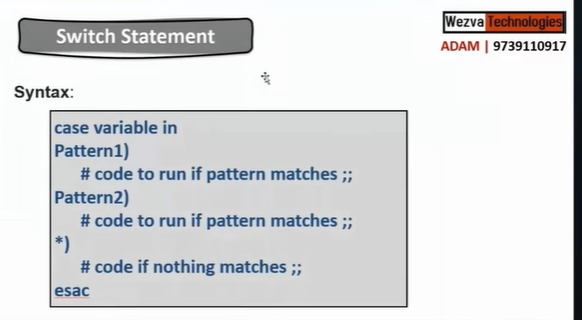 Switch Statement
Wezva Technologies
ADAM | 9739110917
Syntax:
case variable in
Pattern1)
# code to run if pattern matches ;;
Pattern2)
# code to run if pattern matches ;;
*)
# code if nothing matches ;;
esac